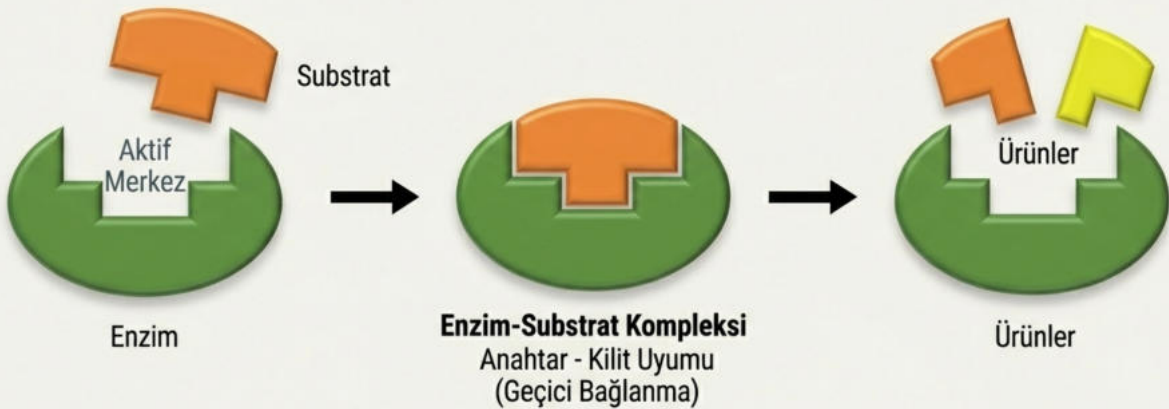 Substrat
Aktif
Merkez
Enzim
Enzim-Substrat Kompleksi
Anahtar - Kilit Uyumu
(Geçici Bağlanma)
Ürünler
Ürünler